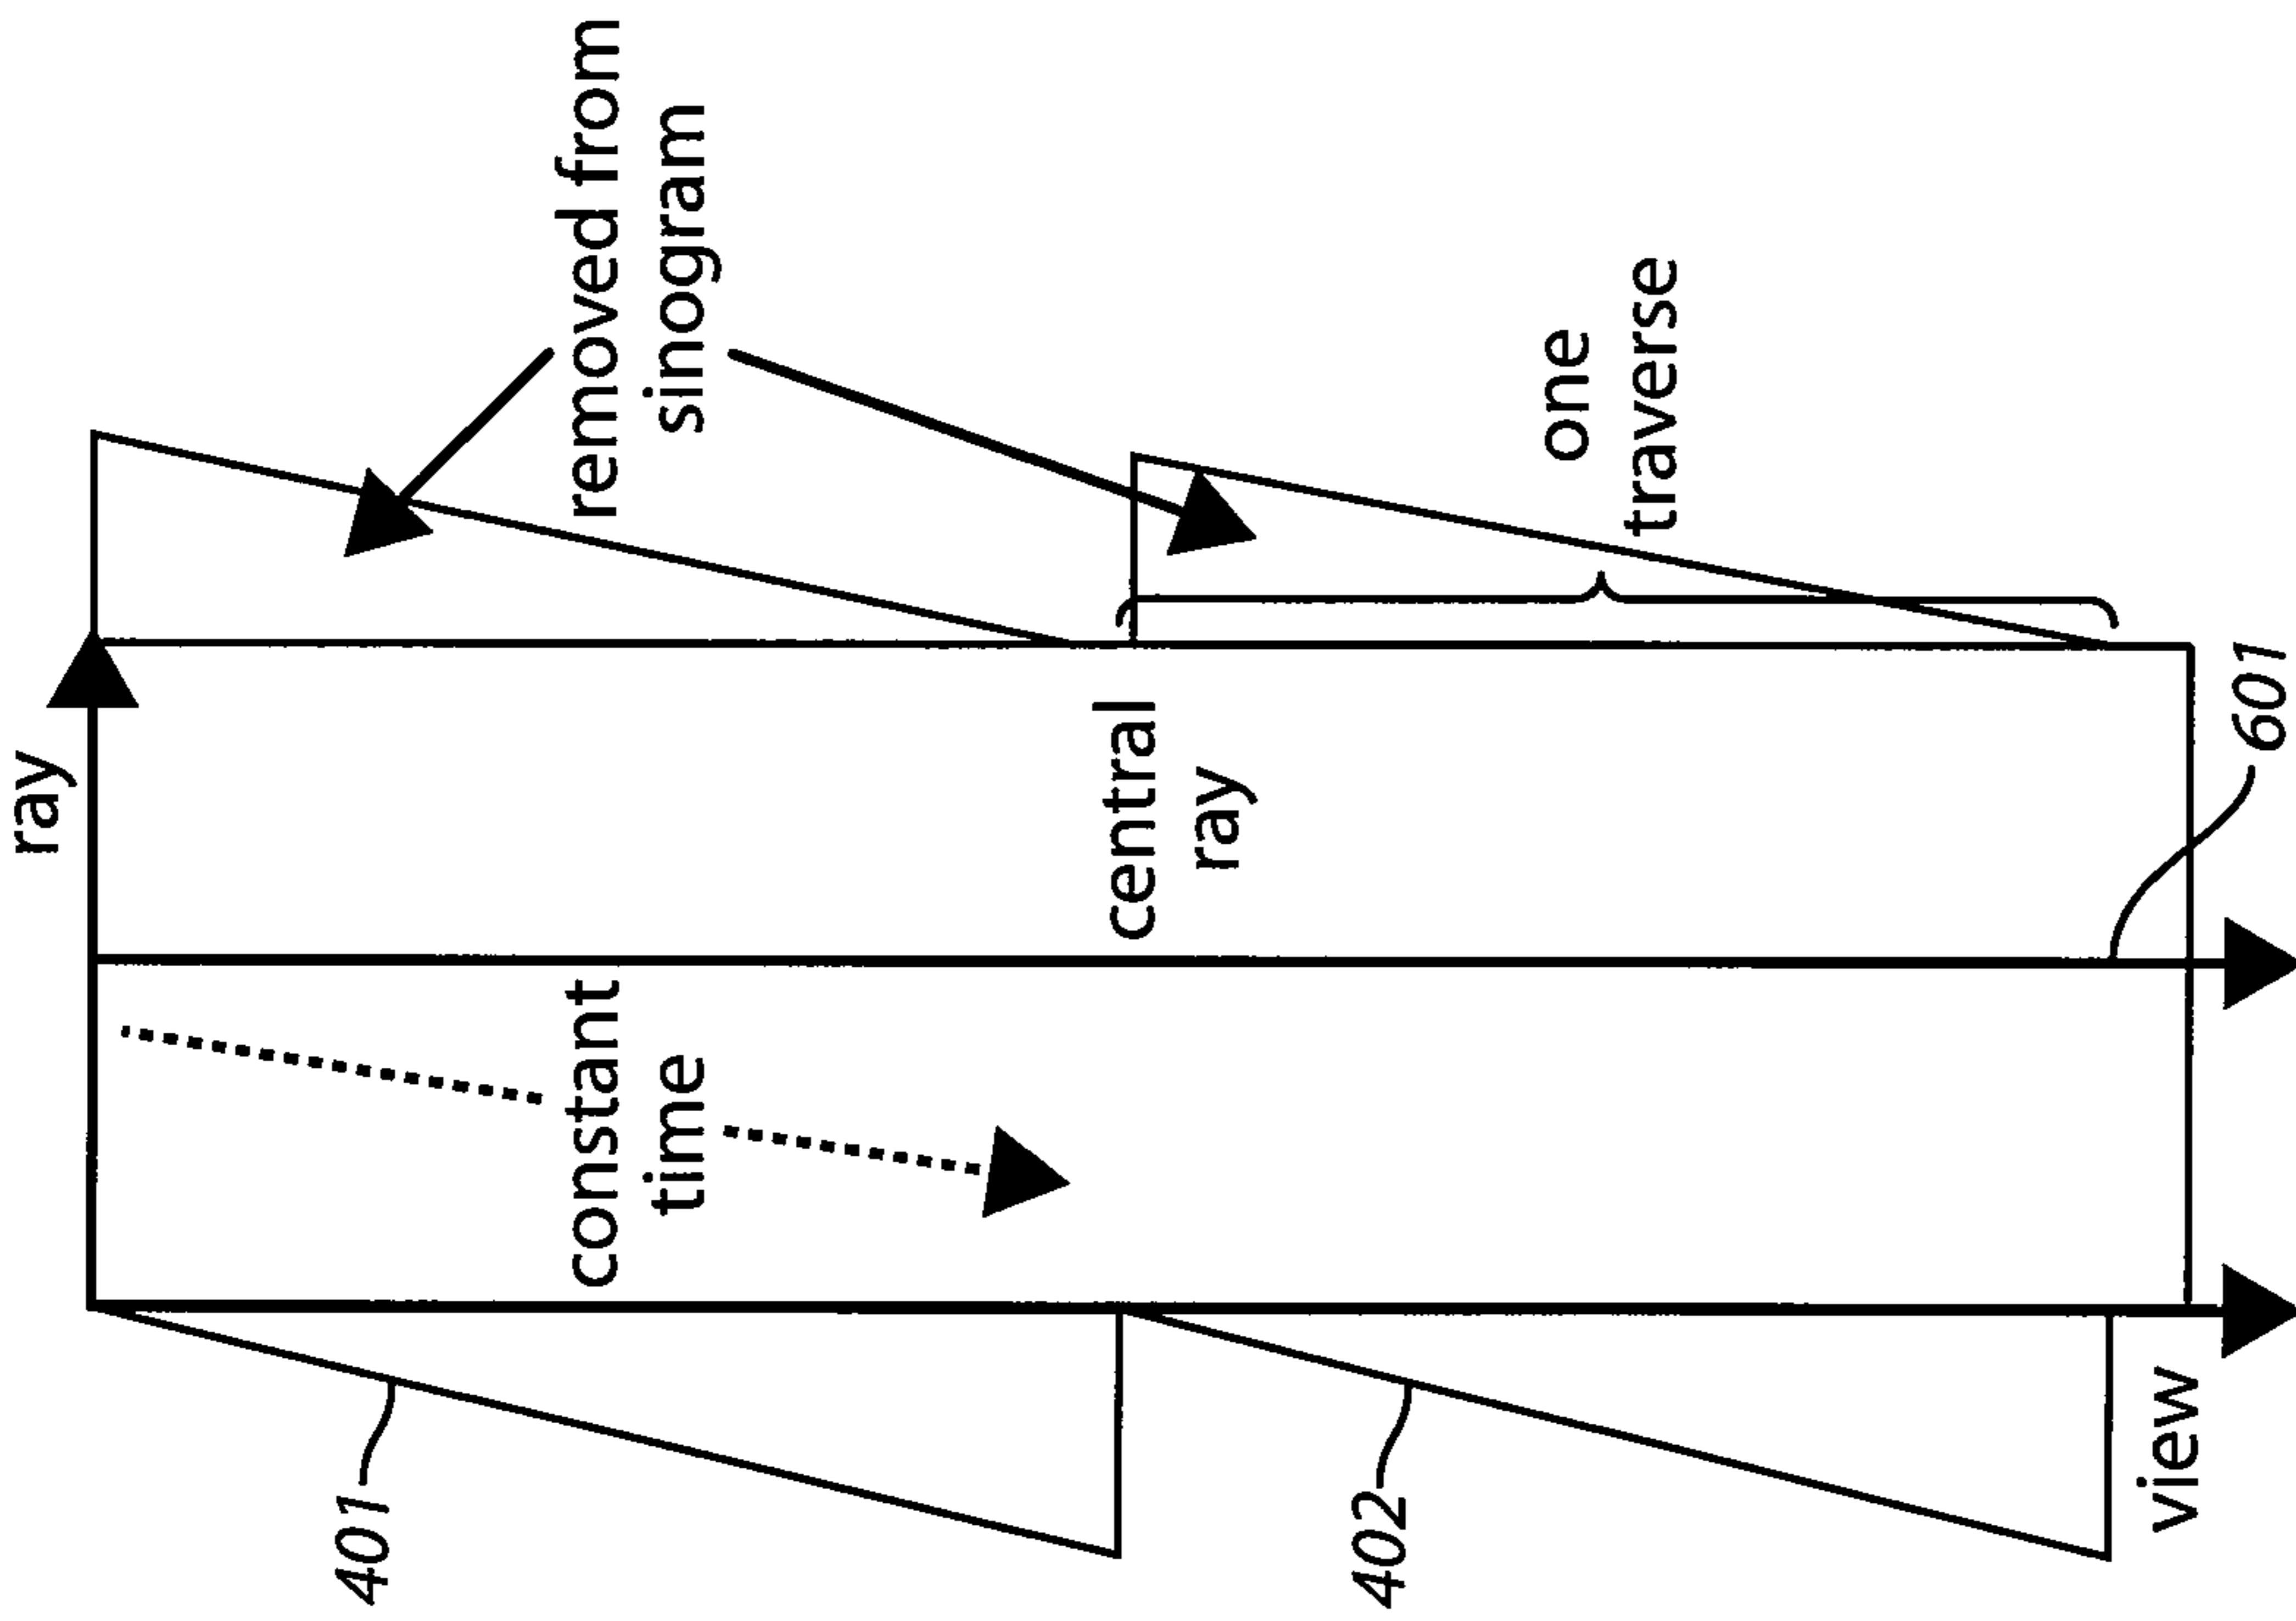 ray
removed from
sinogram
constant
time
central
ray
one
traverse
401
402
601
view